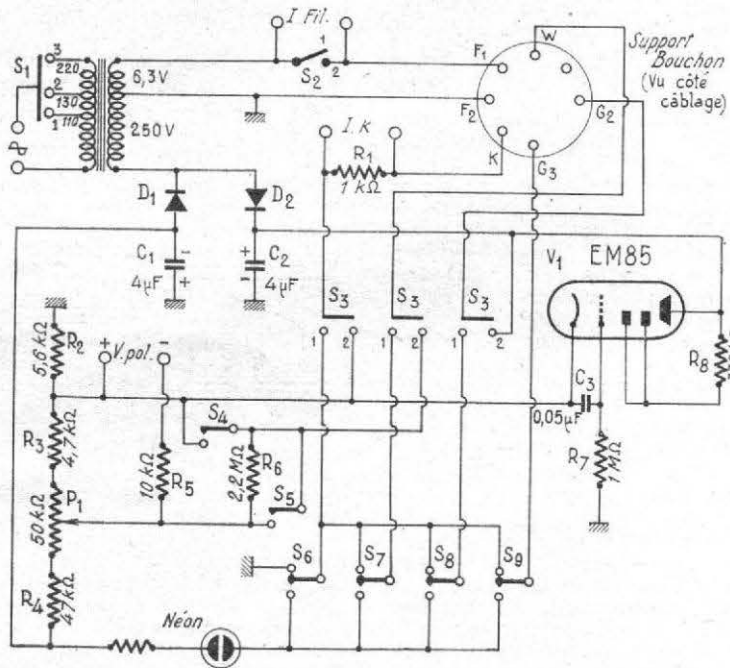 I. Fil.
S1
3
220
2
130
1
110
6,3V
250V
1
2
S2
F1
W
F2
G2
K
G3
Support
Bouchon
(Vu côté
câblage)
I. K
R1
1 kΩ
D1
D2
C1
-
+
4µF
C2
+
-
4µF
S3
1
2
S3
1
2
S3
1
2
V1
EM85
R8
R2
5,6 kΩ
+
-
V.pol.
R3
4,7 kΩ
S4
C3
0,05µF
R7
1 MΩ
R5
10 kΩ
R6
2,2 MΩ
S5
P1
50 kΩ
R4
47 kΩ
S6
S7
S8
S9
Néon